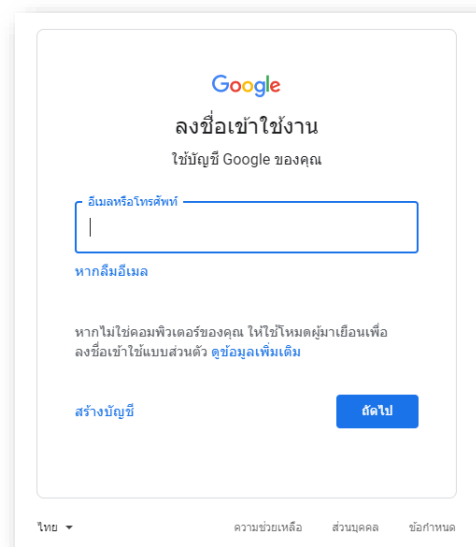 Google
ลงชื่อเข้าใช้งาน
ใช้บัญชี Google ของคุณ
อีเมลหรือโทรศัพท์
หากลืมอีเมล
หากไม่ใช่คอมพิวเตอร์ของคุณ ให้ใช้โหมดผู้มาเยือนเพื่อ
ลงชื่อเข้าใช้แบบส่วนตัว ดูข้อมูลเพิ่มเติม
สร้างบัญชี
ถัดไป
ไทย
ความช่วยเหลือ ส่วนบุคคล ข้อกำหนด